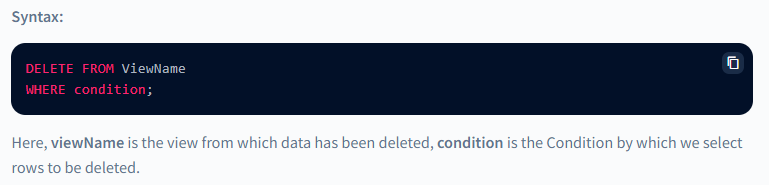 Syntax:
DELETE FROM ViewName
WHERE condition;
Here, viewName is the view from which data has been deleted, condition is the Condition by which we select
rows to be deleted.